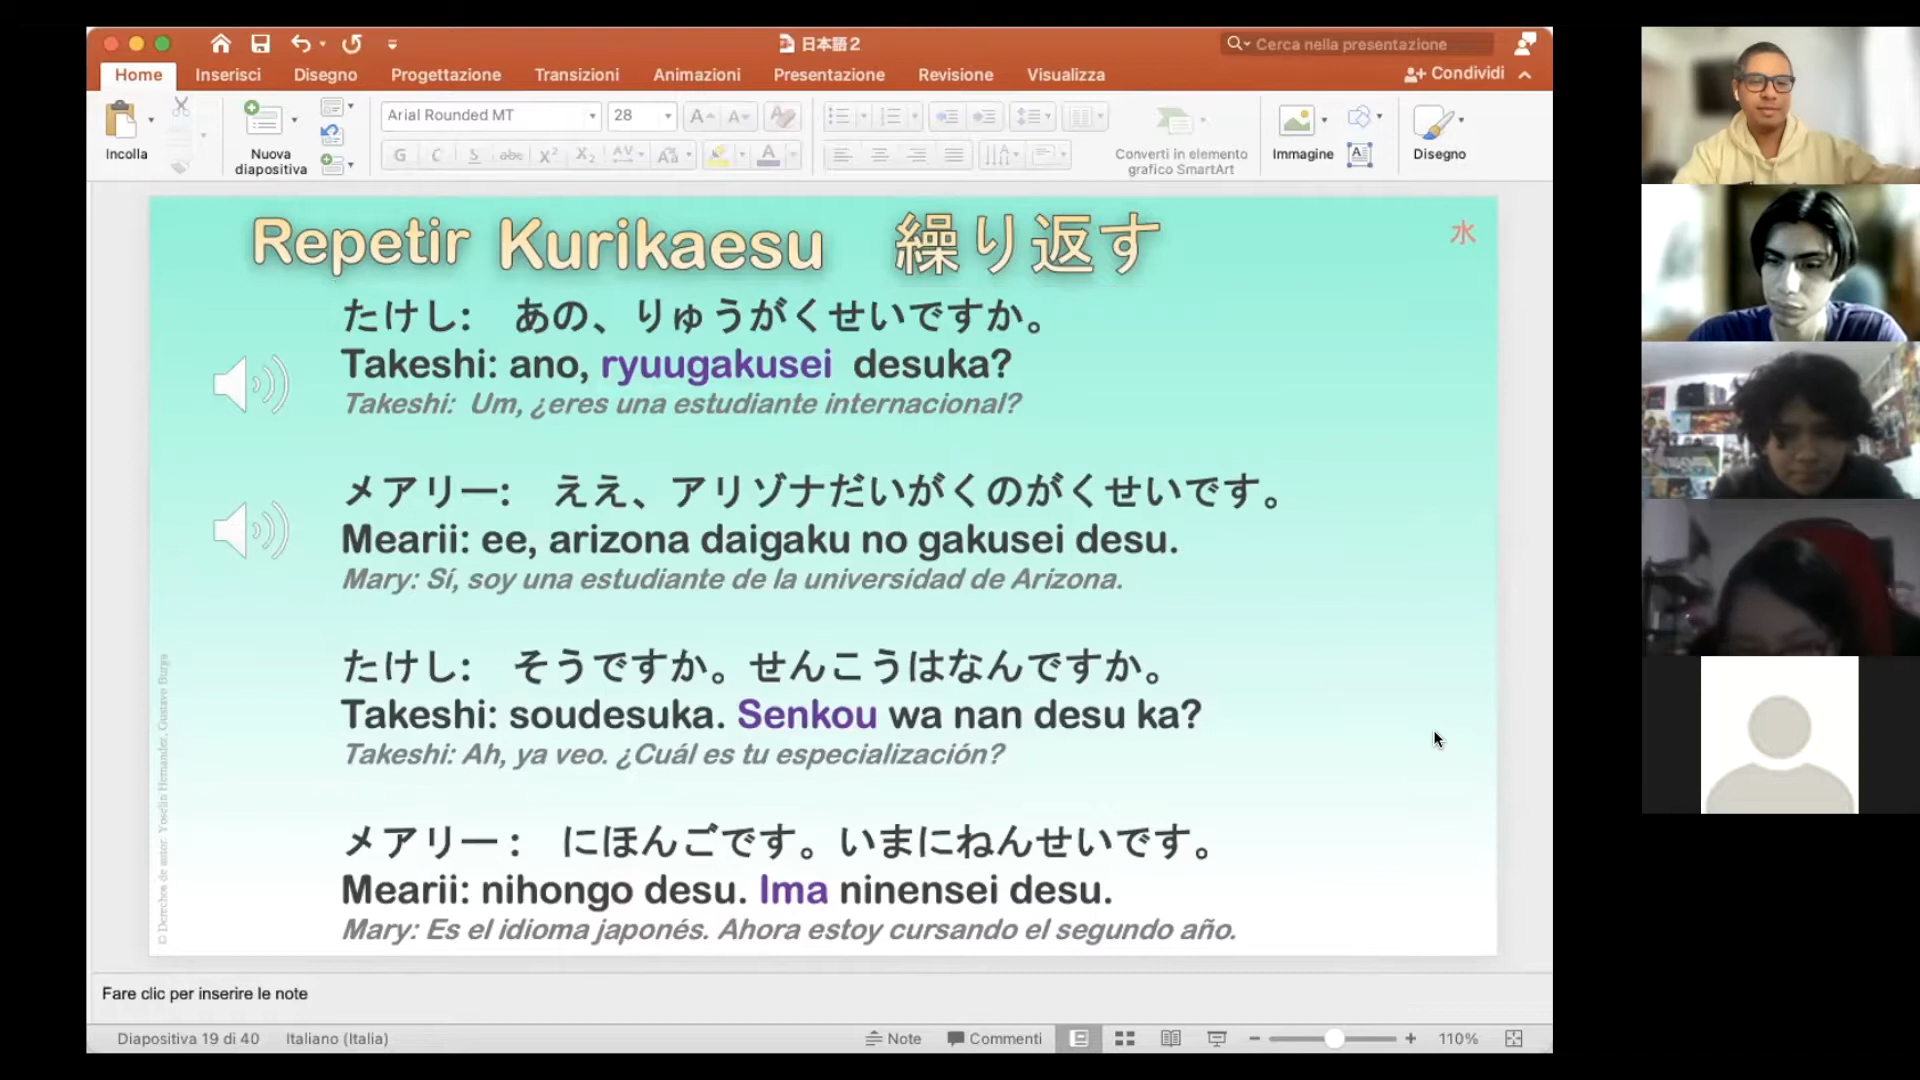 日本語2
Cerca nella presentazione
Home Inserisci Disegno Progettazione Transizioni Animazioni Presentazione Revisione Visualizza Condividi
Incolla
Nuova diapositiva
Arial Rounded MT 28
G C S abc X² X₂ AV Aa A
Converti in elemento grafico SmartArt
Immagine
Disegno
Repetir Kurikaesu 繰り返す
水
たけし: あの、りゅうがくせいですか。
Takeshi: ano, ryuugakusei desuka?
Takeshi: Um, ¿eres una estudiante internacional?
メアリー: ええ、アリゾナだいがくのがくせいです。
Mearii: ee, arizona daigaku no gakusei desu.
Mary: Sí, soy una estudiante de la universidad de Arizona.
たけし: そうですか。せんこうはなんですか。
Takeshi: soudesuka. Senkou wa nan desu ka?
Takeshi: Ah, ya veo. ¿Cuál es tu especialización?
メアリー: にほんごです。いまにねんせいです。
Mearii: nihongo desu. Ima ninensei desu.
Mary: Es el idioma japonés. Ahora estoy cursando el segundo año.
© Derechos de autor: Yoselin Hernandez, Gustavo Burgs
Fare clic per inserire le note
Diapositiva 19 di 40 Italiano (Italia) Note Commenti 110%